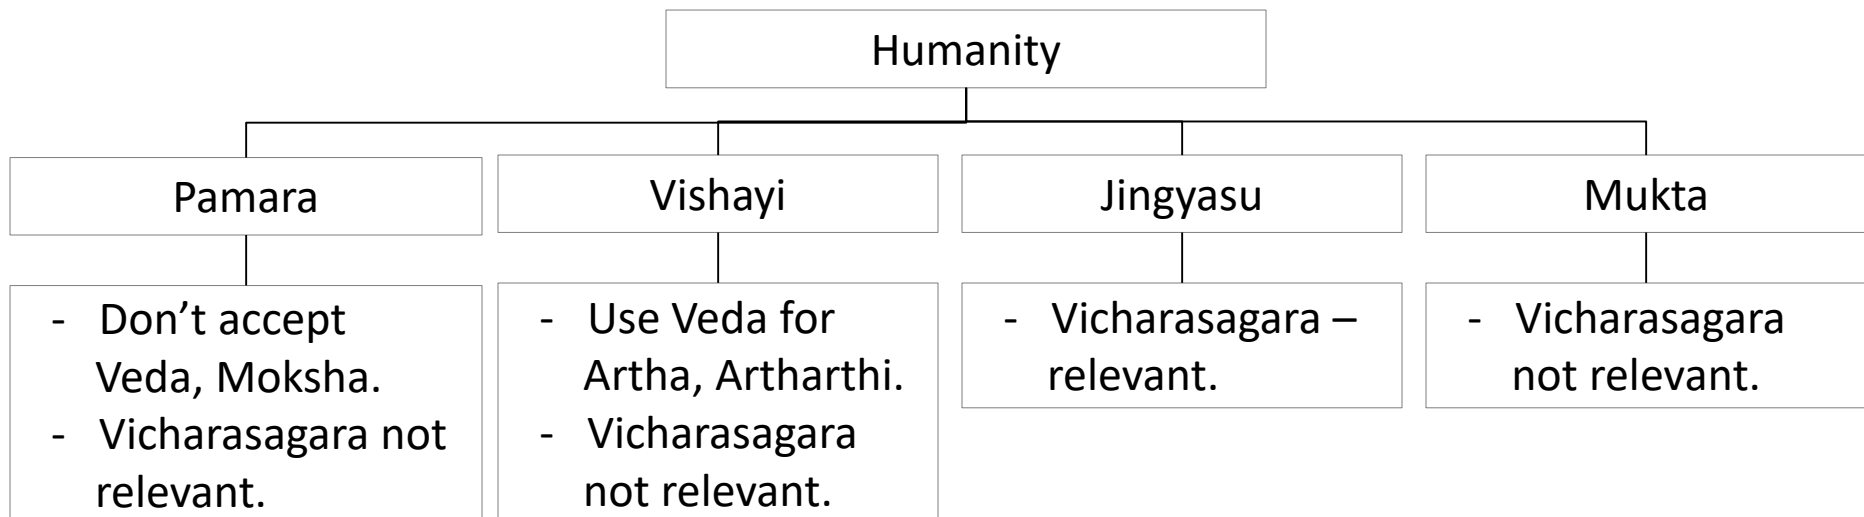 Humanity
Pamara
Vishayi
Jingyasu
Mukta
- Don’t accept
Veda, Moksha.
- Vicharasagara not
relevant.
- Use Veda for
Artha, Artharthi.
- Vicharasagara
not relevant.
- Vicharasagara –
relevant.
- Vicharasagara
not relevant.